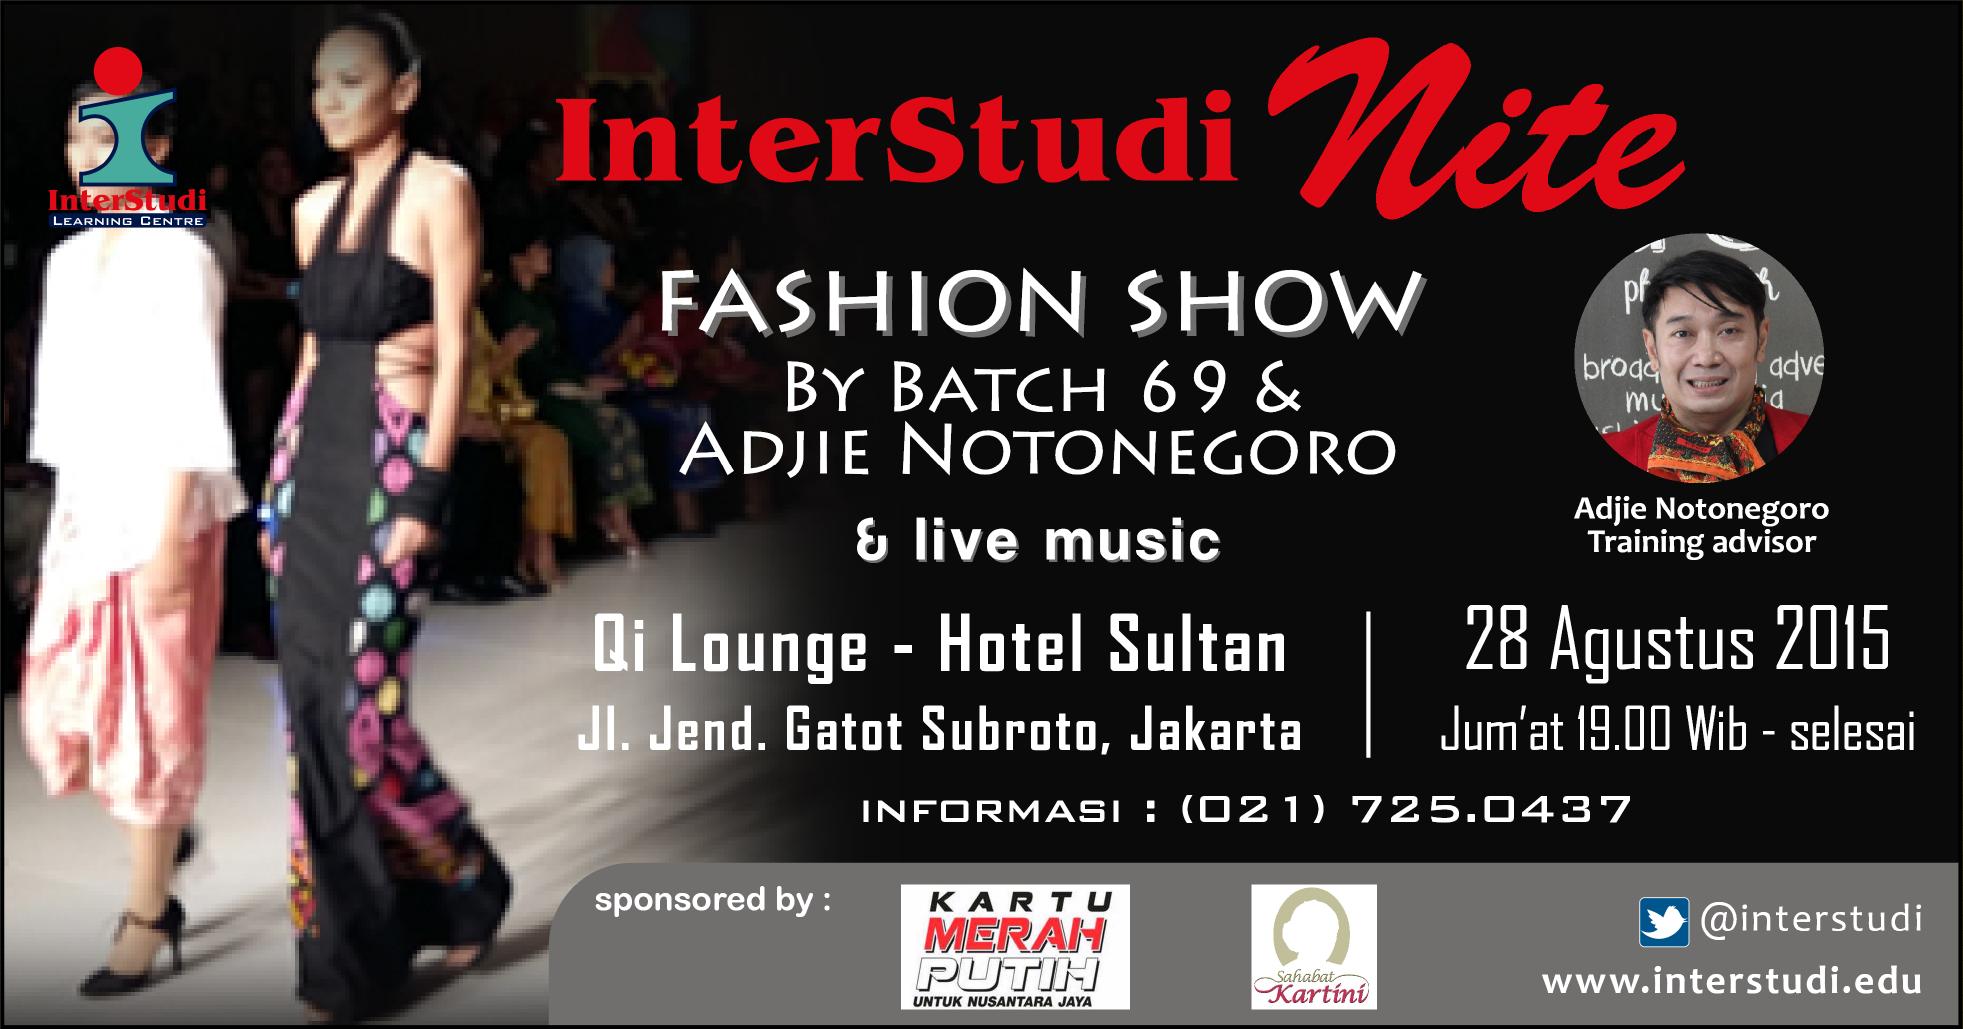 InterStudi
LEARNING CENTRE
InterStudi Nite
FASHION SHOW
BY BATCH 69 &
ADJIE NOTONEGORO
& live music
broad adve
Adjie Notonegoro
Training advisor
Qi Lounge - Hotel Sultan
Jl. Jend. Gatot Subroto, Jakarta
28 Agustus 2015
Jum'at 19.00 Wib - selesai
INFORMASI : (021) 725.0437
sponsored by :
KARTU
MERAH
PUTIH
UNTUK NUSANTARA JAYA
Sahabat
Kartini
@interstudi
www.interstudi.edu